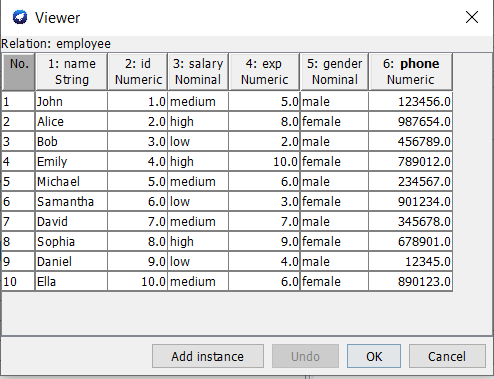 Viewer
Relation: employee
No. 1: name 2: id 3: salary 4: exp 5: gender 6: phone
String Numeric Nominal Numeric Nominal Numeric
1 John 1.0 medium 5.0 male 123456.0
2 Alice 2.0 high 8.0 female 987654.0
3 Bob 3.0 low 2.0 male 456789.0
4 Emily 4.0 high 10.0 female 789012.0
5 Michael 5.0 medium 6.0 male 234567.0
6 Samantha 6.0 low 3.0 female 901234.0
7 David 7.0 medium 7.0 male 345678.0
8 Sophia 8.0 high 9.0 female 678901.0
9 Daniel 9.0 low 4.0 male 12345.0
10 Ella 10.0 medium 6.0 female 890123.0
Add instance Undo OK Cancel